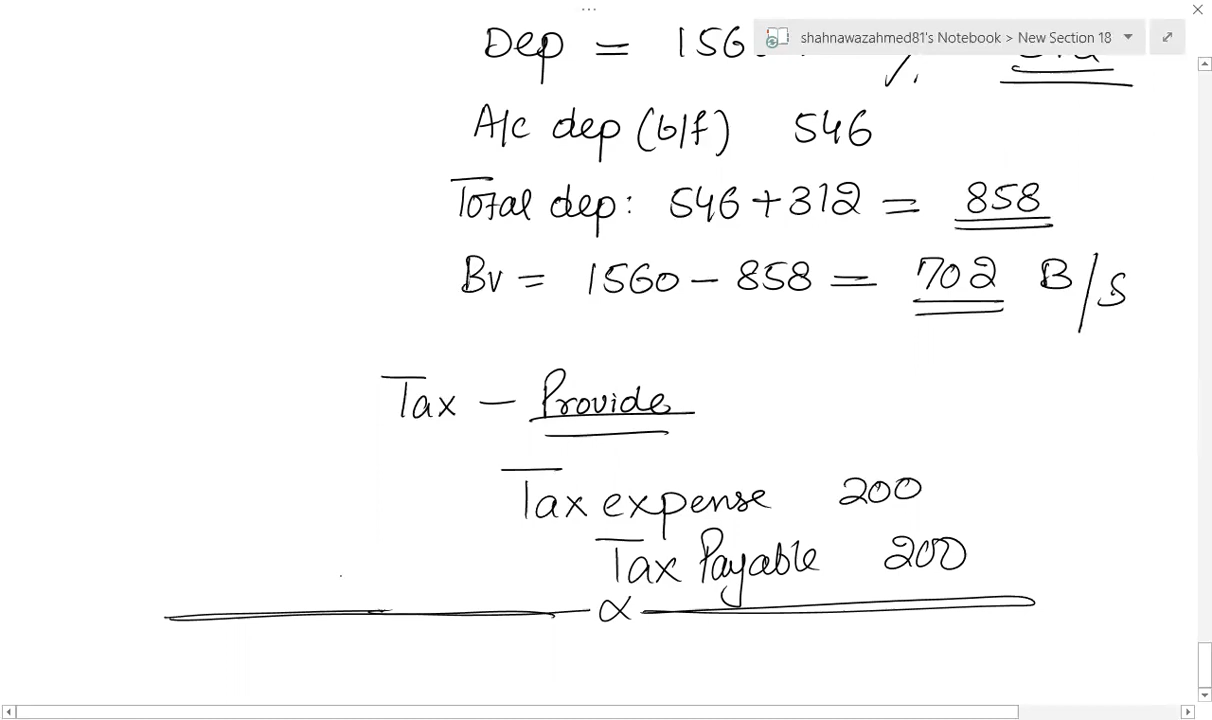 shahnawazahmed81's Notebook > New Section 18
Dep = 156
A/c dep (b/f) 546
Total dep: 546 + 312 = 858
Bv = 1560 - 858 = 702 B/S
Tax - Provide
Tax expense 200
Tax Payable 200